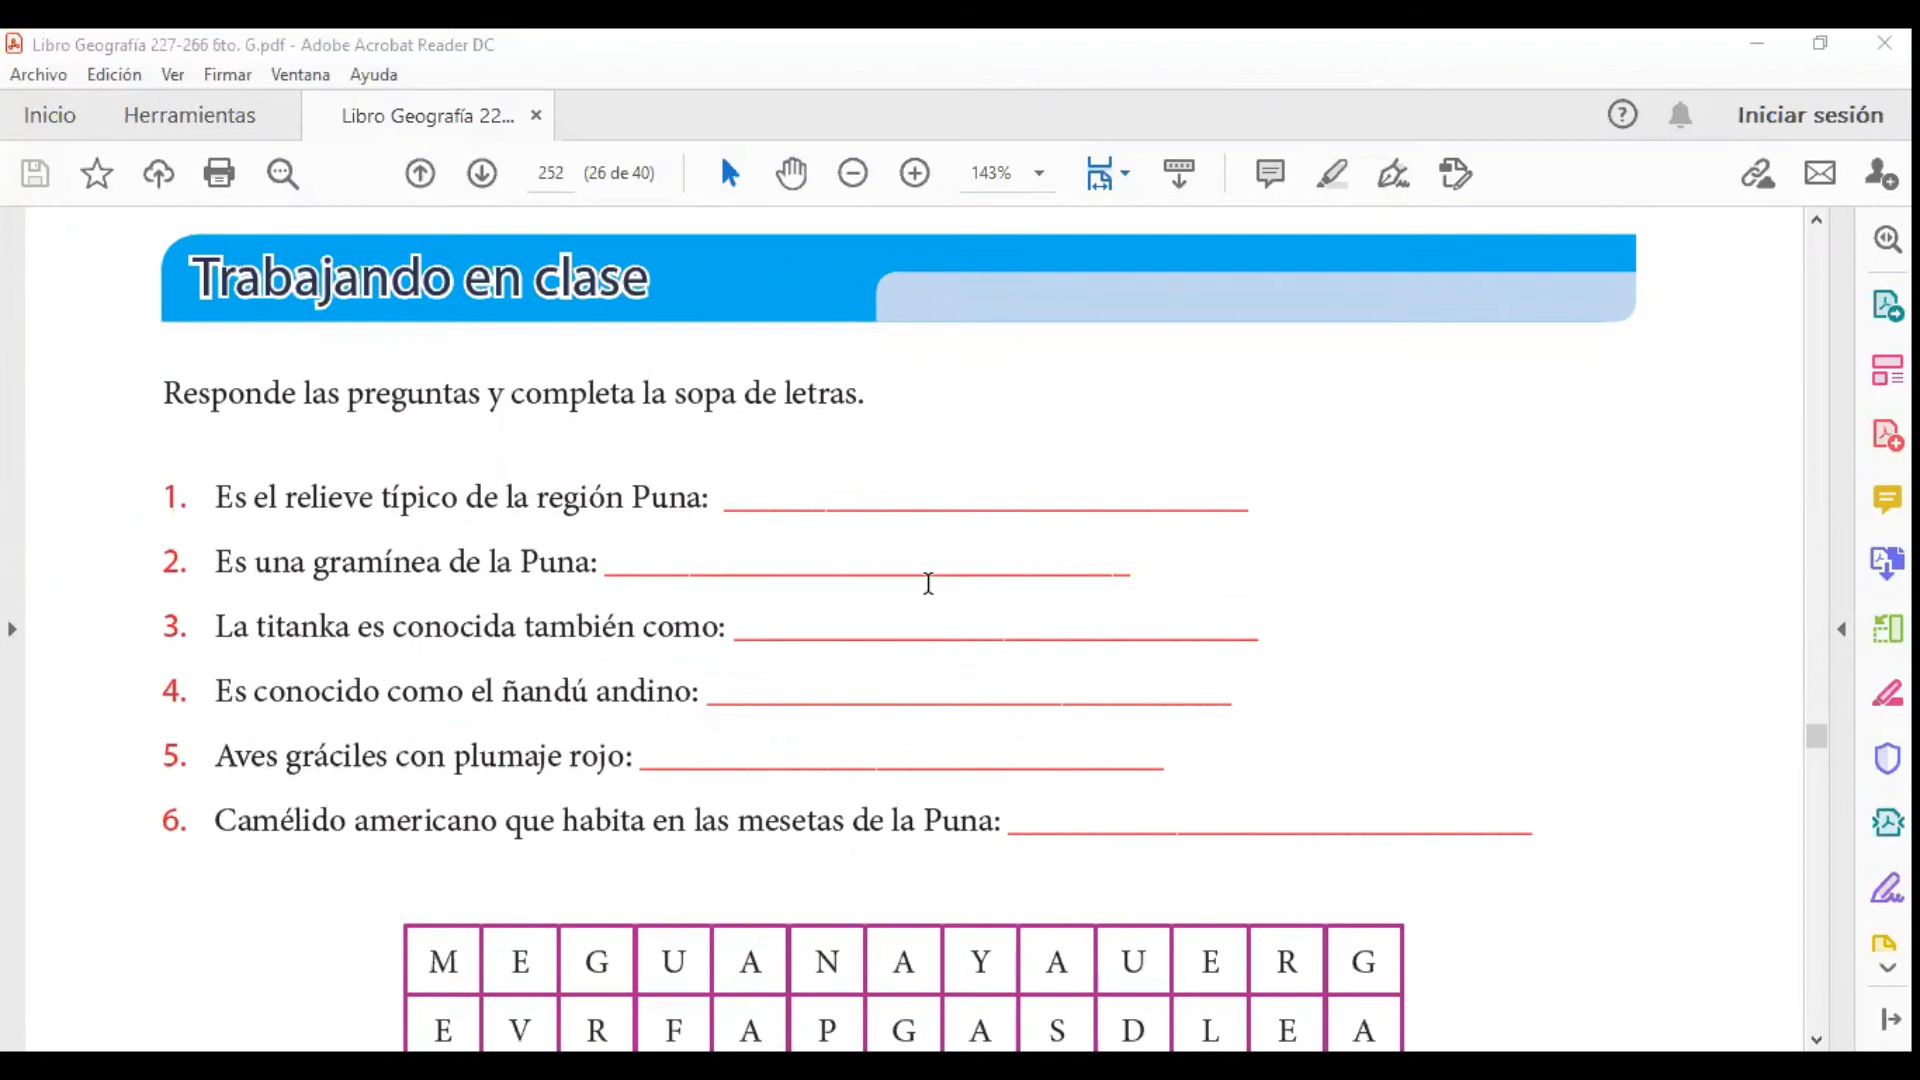 Libro Geografía 227-266 6to. G.pdf - Adobe Acrobat Reader DC
Archivo Edición Ver Firmar Ventana Ayuda
Inicio Herramientas Libro Geografía 22... Iniciar sesión
252 (26 de 40) 143%
Trabajando en clase
Responde las preguntas y completa la sopa de letras.
1. Es el relieve típico de la región Puna:
2. Es una gramínea de la Puna:
3. La titanka es conocida también como:
4. Es conocido como el ñandú andino:
5. Aves gráciles con plumaje rojo:
6. Camélido americano que habita en las mesetas de la Puna:
M E G U A N A Y A U E R G
E V R F A P G A S D L E A